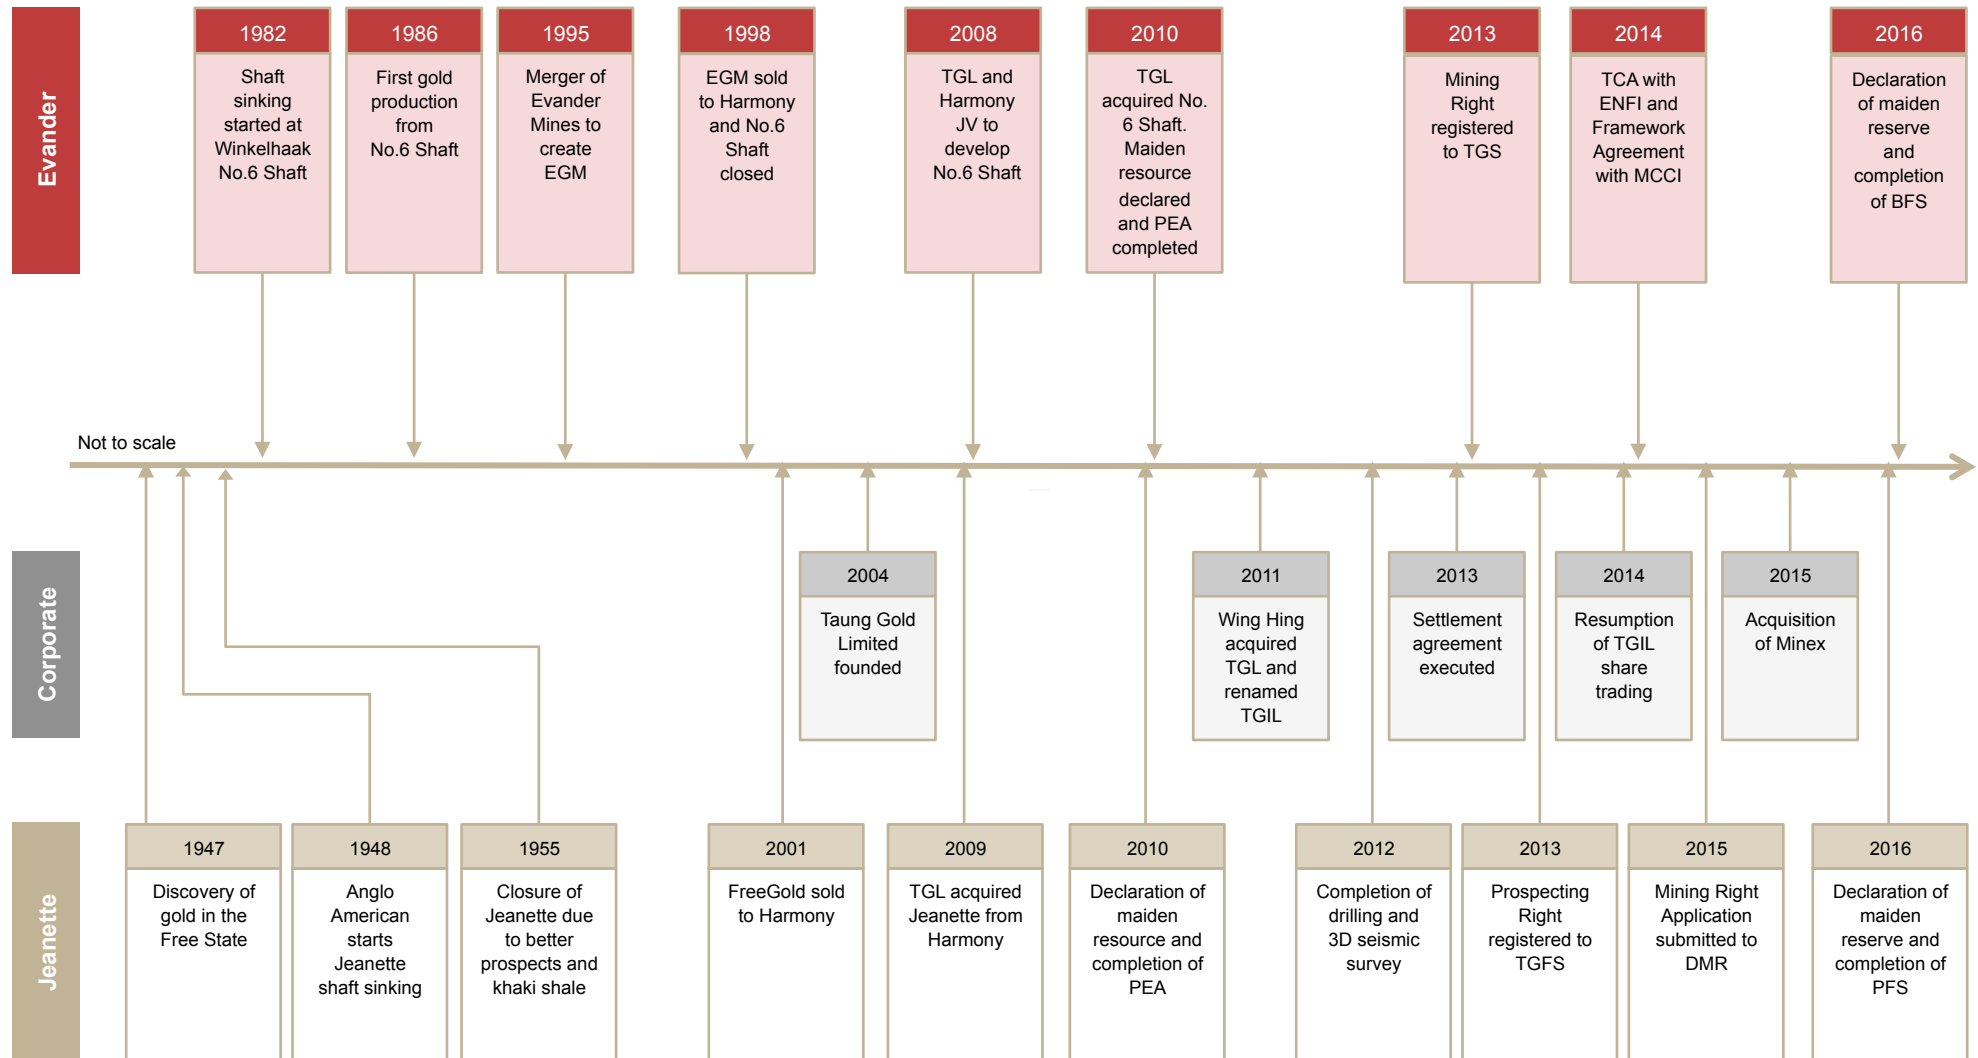 Evander
1982
Shaft
sinking
started at
Winkelhaak
No.6 Shaft
1986
First gold
production
from
No.6 Shaft
1995
Merger of
Evander
Mines to
create
EGM
1998
EGM sold
to Harmony
and No.6
Shaft
closed
2008
TGL and
Harmony
JV to
develop
No.6 Shaft
2010
TGL
acquired No.
6 Shaft.
Maiden
resource
declared
and PEA
completed
2013
Mining
Right
registered
to TGS
2014
TCA with
ENFI and
Framework
Agreement
with MCCI
2016
Declaration
of maiden
reserve
and
completion
of BFS
Not to scale
Corporate
2004
Taung Gold
Limited
founded
2011
Wing Hing
acquired
TGL and
renamed
TGIL
2013
Settlement
agreement
executed
2014
Resumption
of TGIL
share
trading
2015
Acquisition
of Minex
Jeanette
1947
Discovery of
gold in the
Free State
1948
Anglo
American
starts
Jeanette
shaft sinking
1955
Closure of
Jeanette due
to better
prospects and
khaki shale
2001
FreeGold sold
to Harmony
2009
TGL acquired
Jeanette from
Harmony
2010
Declaration of
maiden
resource and
completion of
PEA
2012
Completion of
drilling and
3D seismic
survey
2013
Prospecting
Right
registered to
TGFS
2015
Mining Right
Application
submitted to
DMR
2016
Declaration of
maiden
reserve and
completion of
PFS